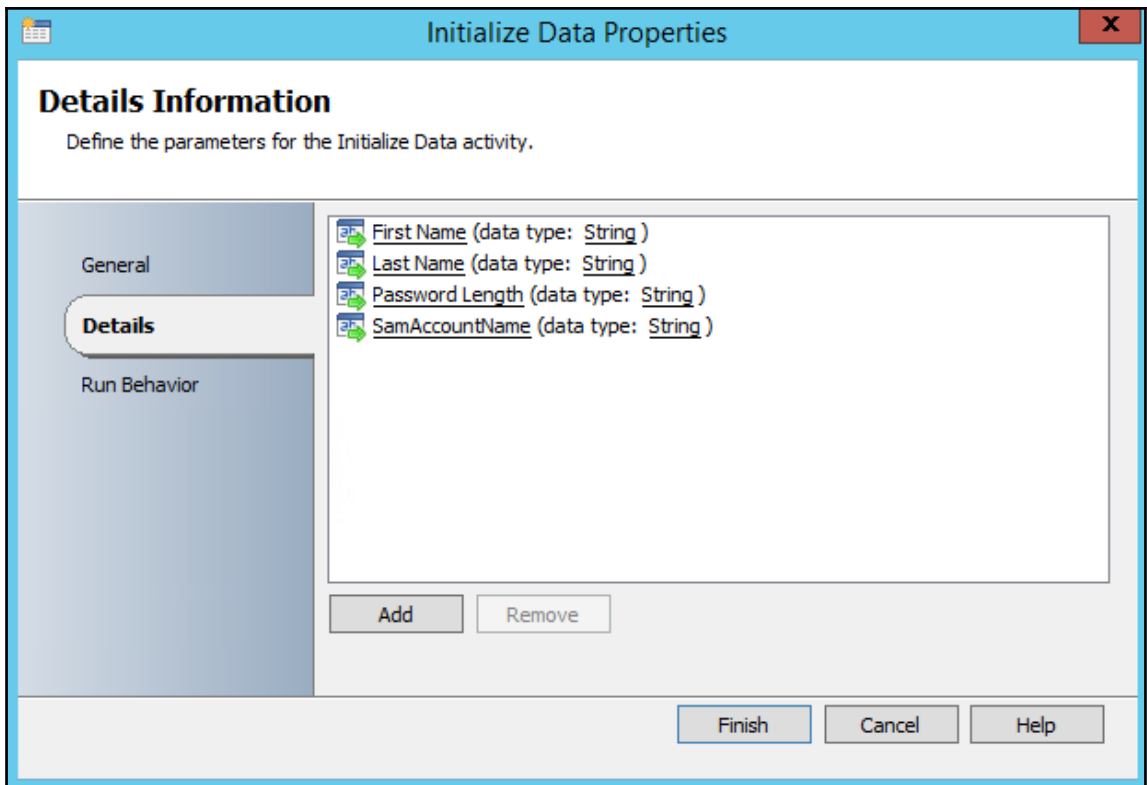 Initialize Data Properties
x
Details Information
Define the parameters for the Initialize Data activity.
General
Details
Run Behavior
First Name (data type: String )
Last Name (data type: String )
Password Length (data type: String )
SamAccountName (data type: String )
Add
Remove
Finish
Cancel
Help